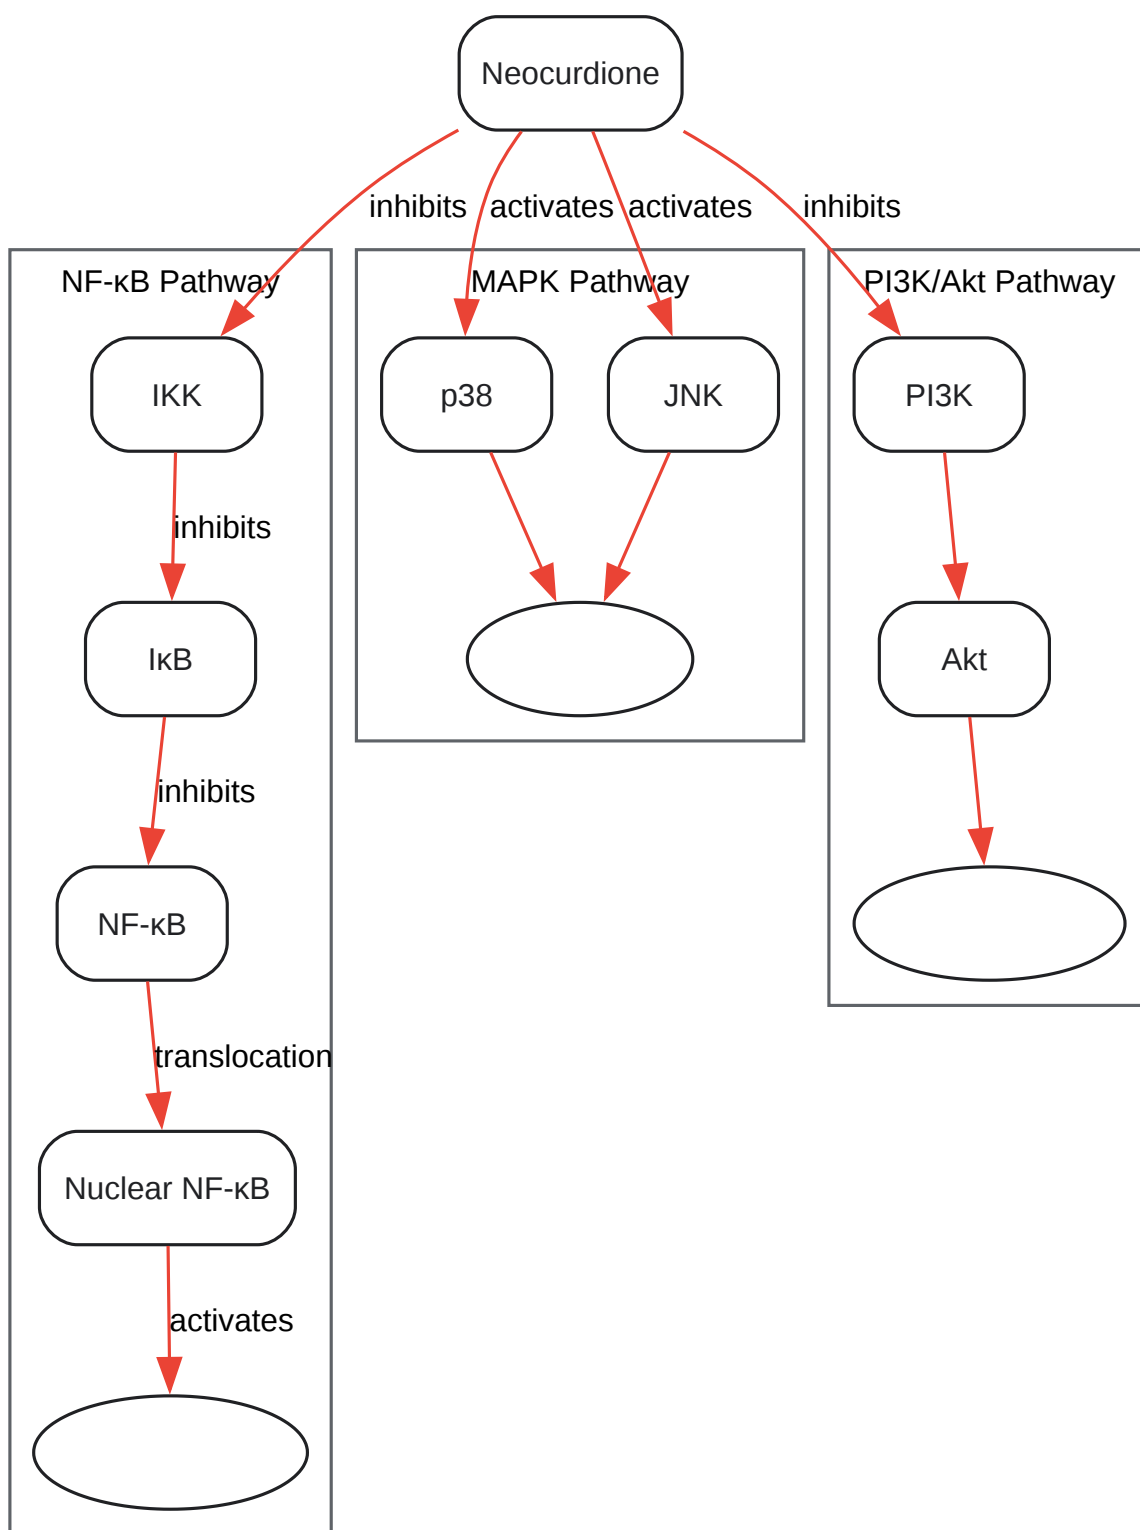 Neocurdione
inhibits activates activates inhibits
NF-κB Pathway MAPK Pathway PI3K/Akt Pathway
IKK p38 JNK PI3K
inhibits
IκB Akt
inhibits
NF-κB
translocation
Nuclear NF-κB
activates